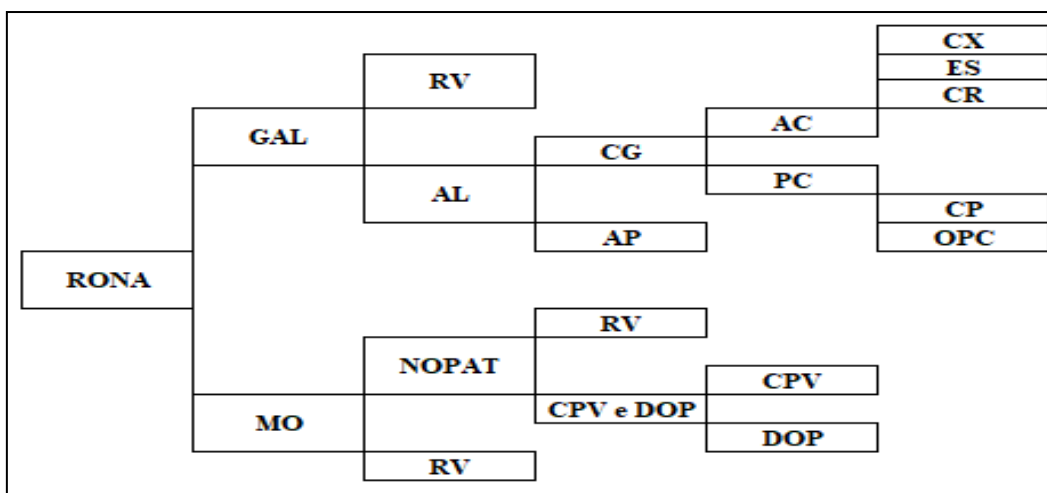 CX
ES
RV
CR
AC
GAL
CG
PC
AL
CP
AP
OPC
RONA
RV
NOPAT
CPV
CPV e DOP
MO
DOP
RV